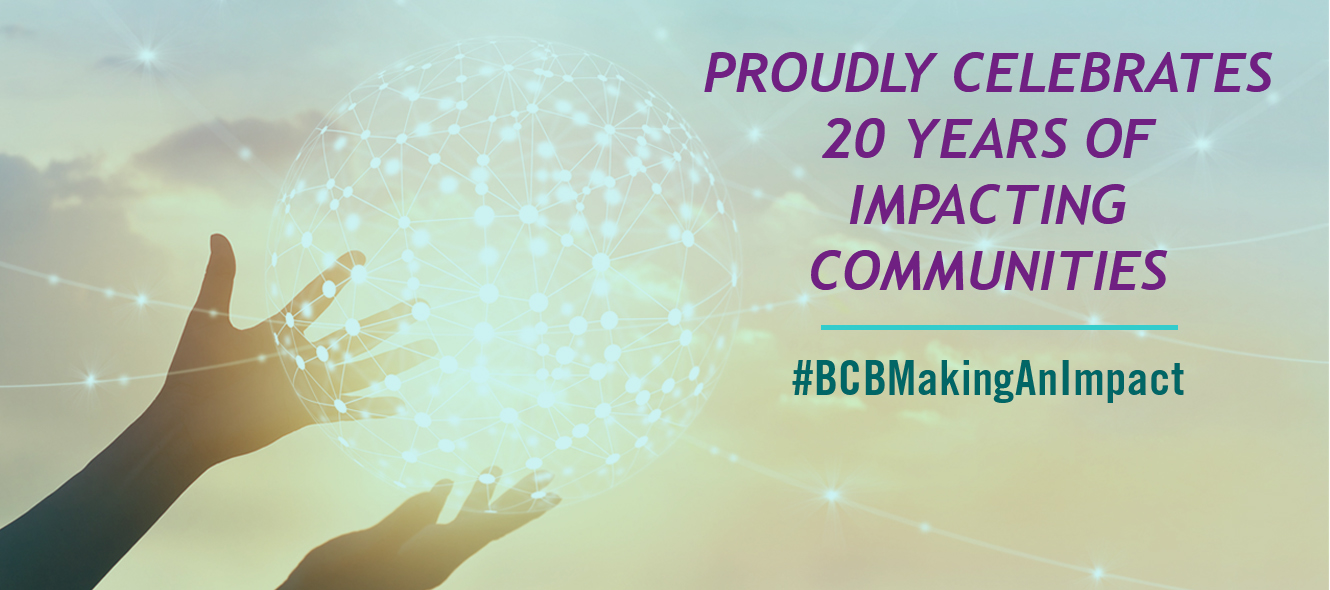 PROUDLY CELEBRATES
20 YEARS OF
IMPACTING
COMMUNITIES
#BCBMakingAnImpact